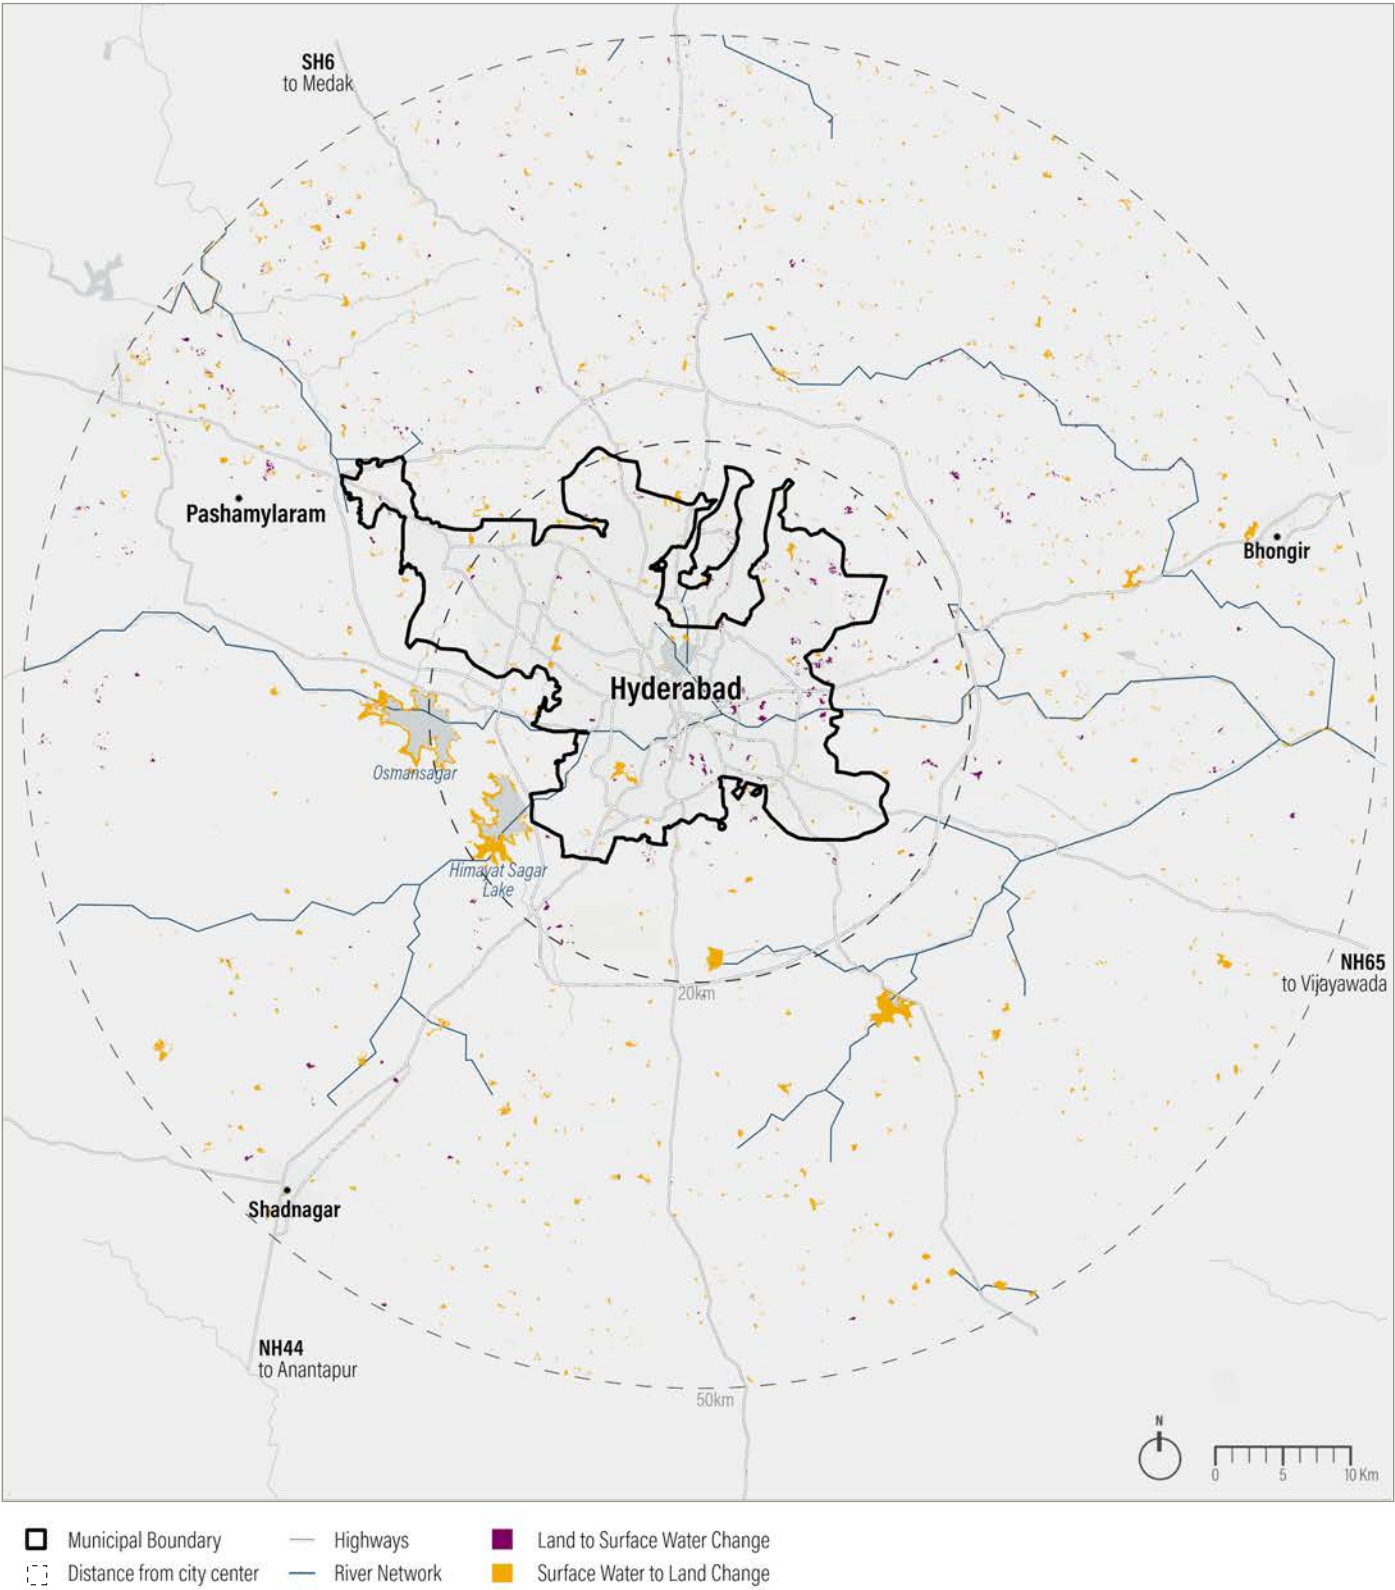 SH6
to Medak
Pashamylaram
Bhongir
Hyderabad
Osmansagar
Himayat Sagar
Lake
20km
NH65
to Vijayawada
Shadnagar
NH44
to Anantapur
50km
N
0 5 10 Km
Municipal Boundary
Highways
Land to Surface Water Change
Distance from city center
River Network
Surface Water to Land Change